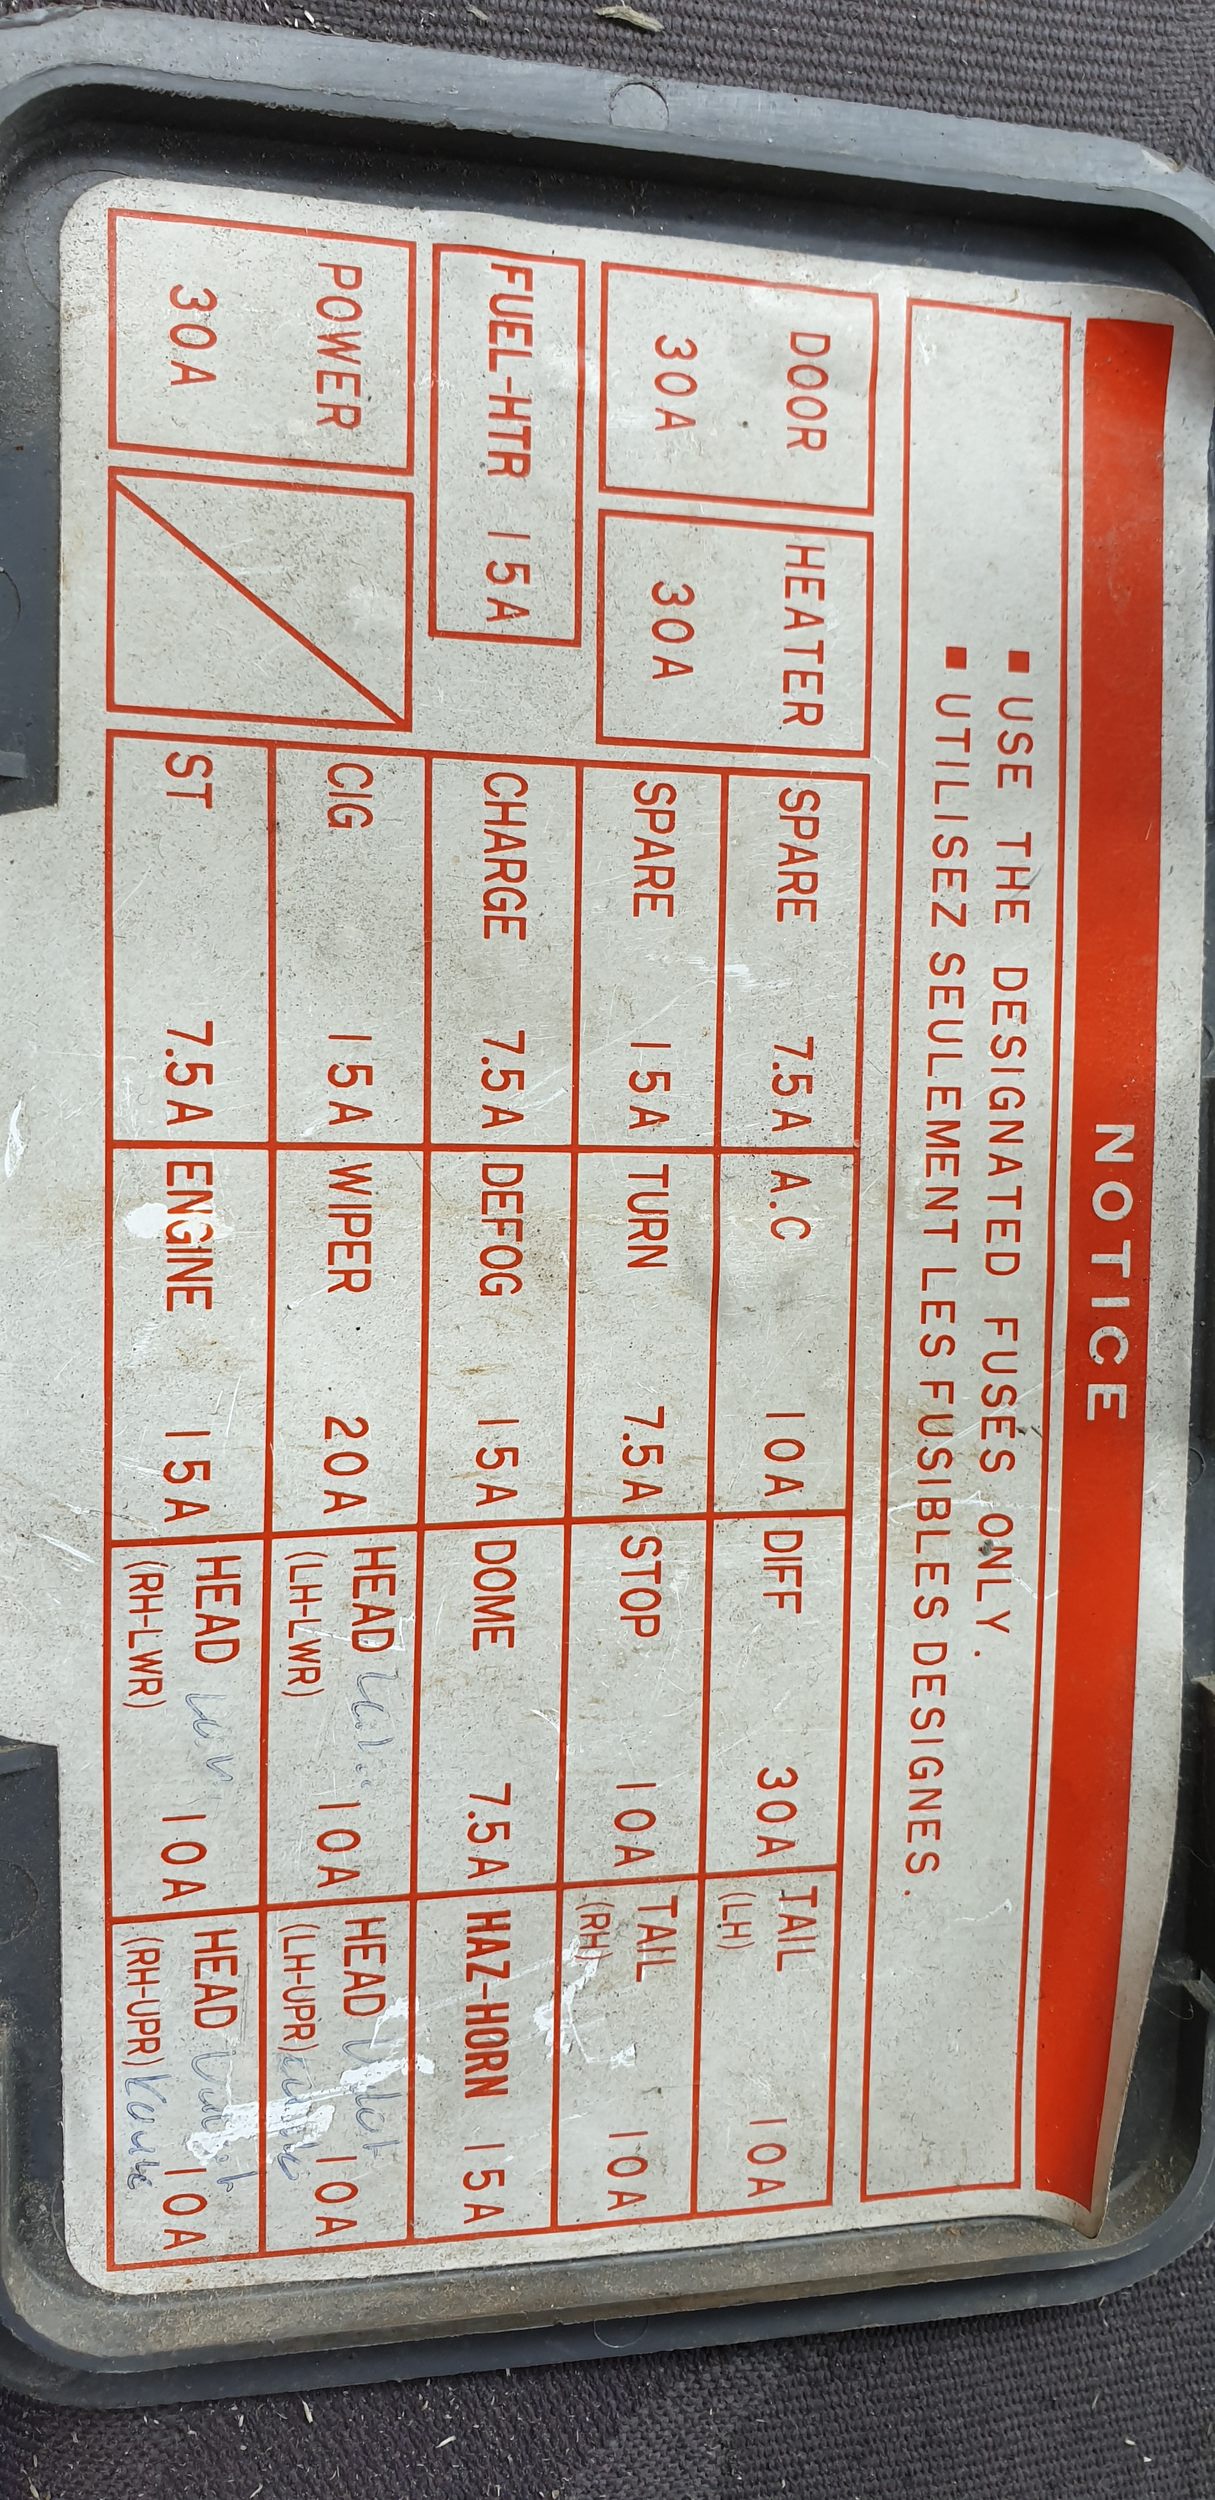 NOTICE
■ USE THE DESIGNATED FUSES ONLY.
■ UTILISEZ SEULEMENT LES FUSIBLES DESIGNES.
DOOR
30A
HEATER
30A
FUEL-HTR 15A
POWER
30A
SPARE 7.5A
A.C 10A
DIFF 30A
TAIL
(LH) 10A
SPARE 15A
TURN 7.5A
STOP 10A
TAIL
(RH) 10A
CHARGE 7.5A
DEFOG 15A
DOME 7.5A
HAZ-HORN 15A
CIG 15A
WIPER 20A
HEAD
(LH-LWR) 10A
HEAD
(LH-UPR) 10A
ST 7.5A
ENGINE 15A
HEAD
(RH-LWR) 10A
HEAD
(RH-UPR) 10A